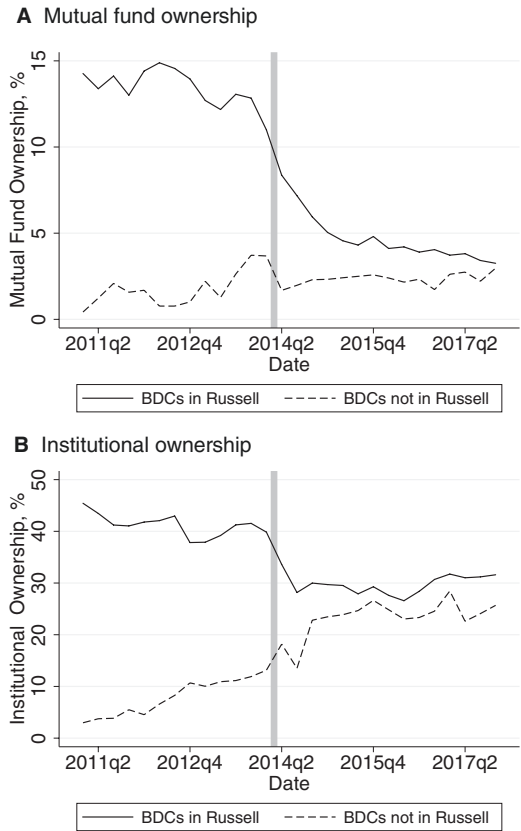 A Mutual fund ownership
Mutual Fund Ownership, %
15
10
5
0
2011q2 2012q4 2014q2 2015q4 2017q2
Date
BDCs in Russell BDCs not in Russell
B Institutional ownership
Institutional Ownership, %
50
40
30
20
10
0
2011q2 2012q4 2014q2 2015q4 2017q2
Date
BDCs in Russell BDCs not in Russell